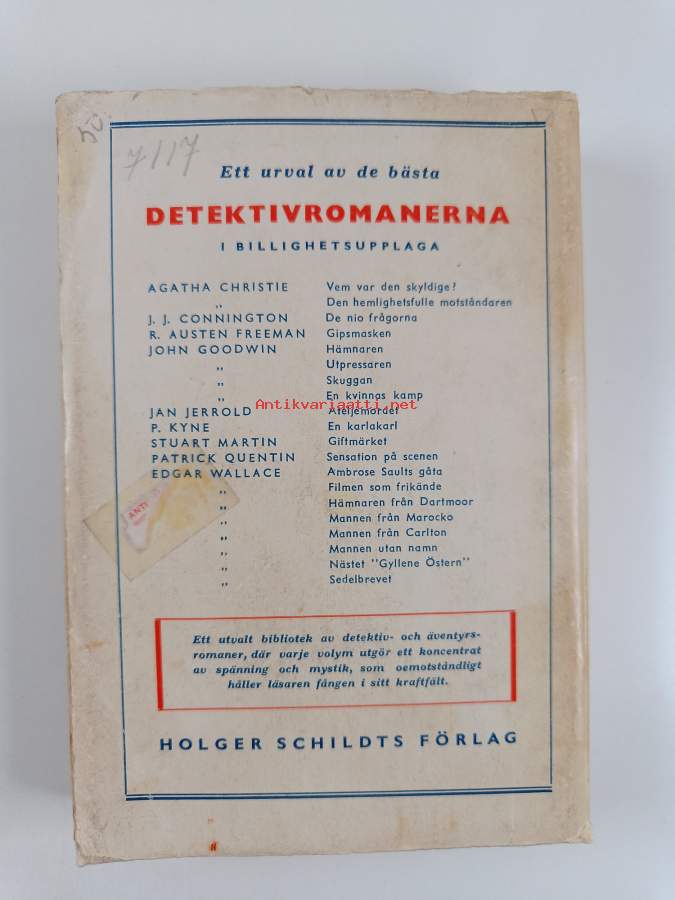 50
7117
Ett urval av de bästa
DETEKTIVROMANERNA
I BILLIGHETSUPPLAGA
AGATHA CHRISTIE Vem var den skyldige?
„ Den hemlighetsfulle motståndaren
J. J. CONNINGTON De nio frågorna
R. AUSTEN FREEMAN Gipsmasken
JOHN GOODWIN Hämnaren
„ Utpressaren
„ Skuggan
„ En kvinnas kamp
Antikvariaatti.net
JAN JERROLD Ateljémordet
P. KYNE En karlakarl
STUART MARTIN Giftmärket
PATRICK QUENTIN Sensation på scenen
EDGAR WALLACE Ambrose Saults gåta
„ Filmen som frikände
„ Hämnaren från Dartmoor
„ Mannen från Marocko
„ Mannen från Carlton
„ Mannen utan namn
„ Nästet "Gyllene Östern"
„ Sedelbrevet
ANTI
Ett utvalt bibliotek av detektiv- och äventyrs-
romaner, där varje volym utgör ett koncentrat
av spänning och mystik, som oemotståndligt
håller läsaren fången i sitt kraftfält.
HOLGER SCHILDTS FÖRLAG